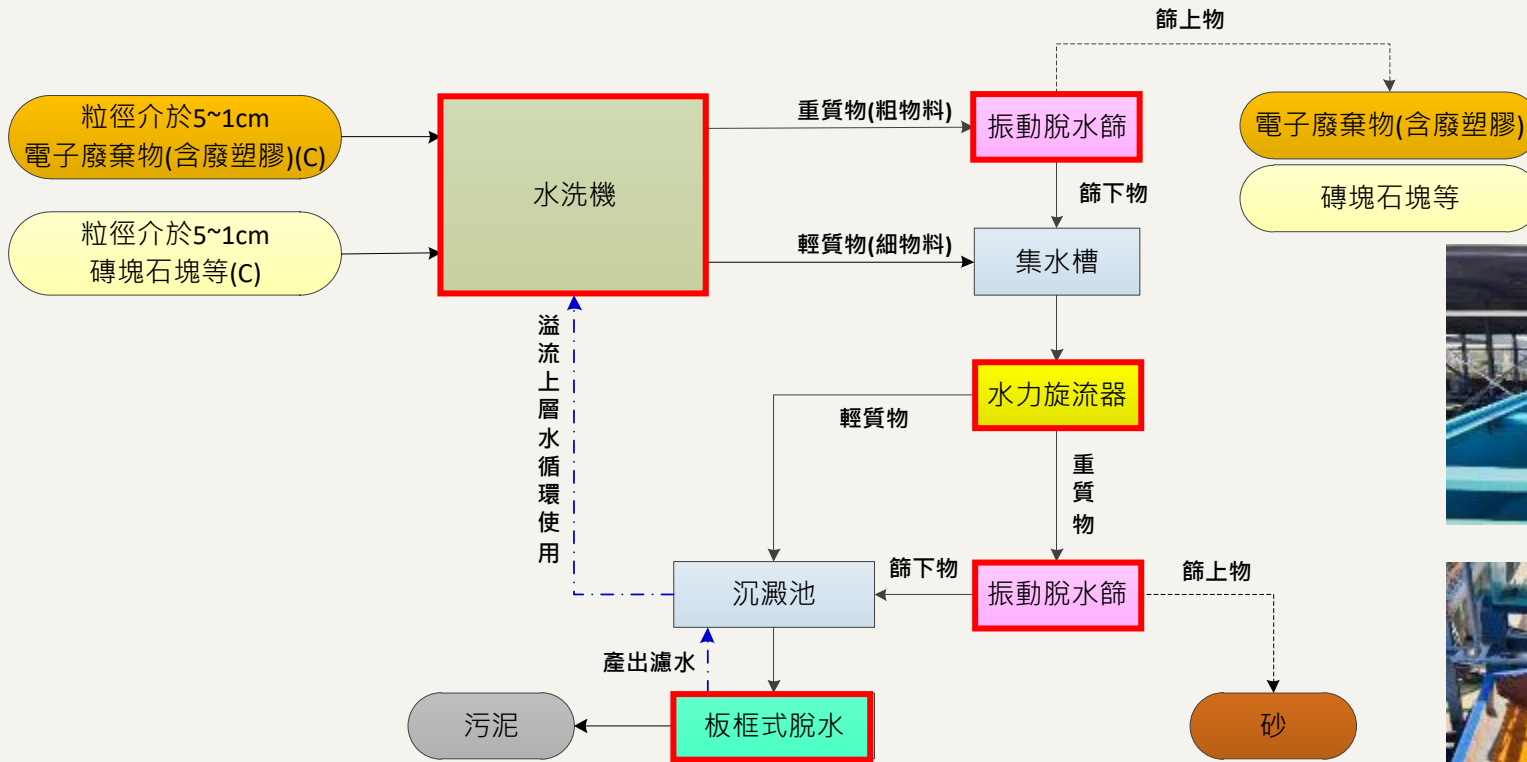 篩上物
粒徑介於5~1cm
電子廢棄物(含廢塑膠)(C)
水洗機
重質物(粗物料)
振動脫水篩
電子廢棄物(含廢塑膠)
磚塊石塊等
篩下物
粒徑介於5~1cm
磚塊石塊等(C)
輕質物(細物料)
集水槽
溢流上層水循環使用
水力旋流器
輕質物
重質物
沉澱池
篩下物
振動脫水篩
篩上物
產出濾水
污泥
板框式脫水
砂